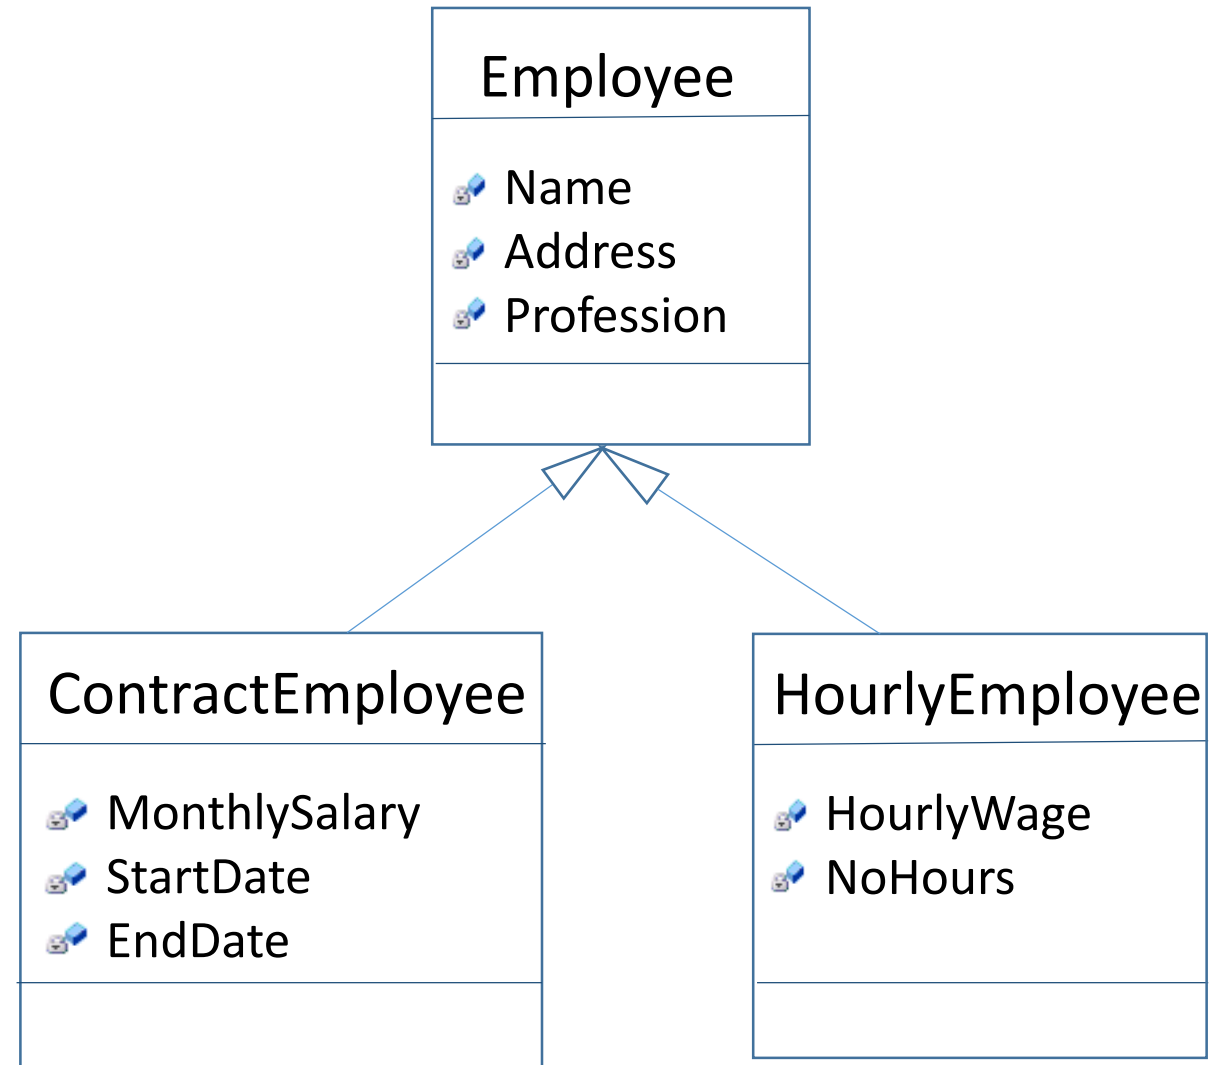 Employee
Name
Address
Profession
ContractEmployee
MonthlySalary
StartDate
EndDate
HourlyEmployee
HourlyWage
NoHours